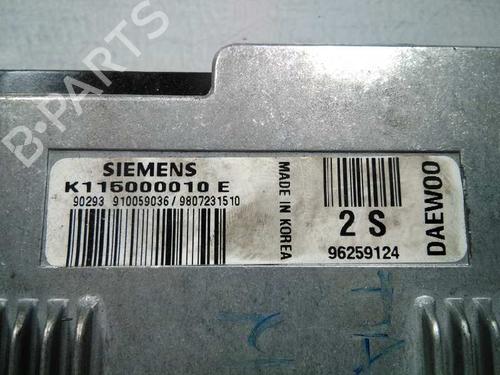 B-PARTS
SIEMENS
K115000010 E
90293 910059036 / 9807231510
MADE IN KOREA
2 S
96259124
DAEWOO